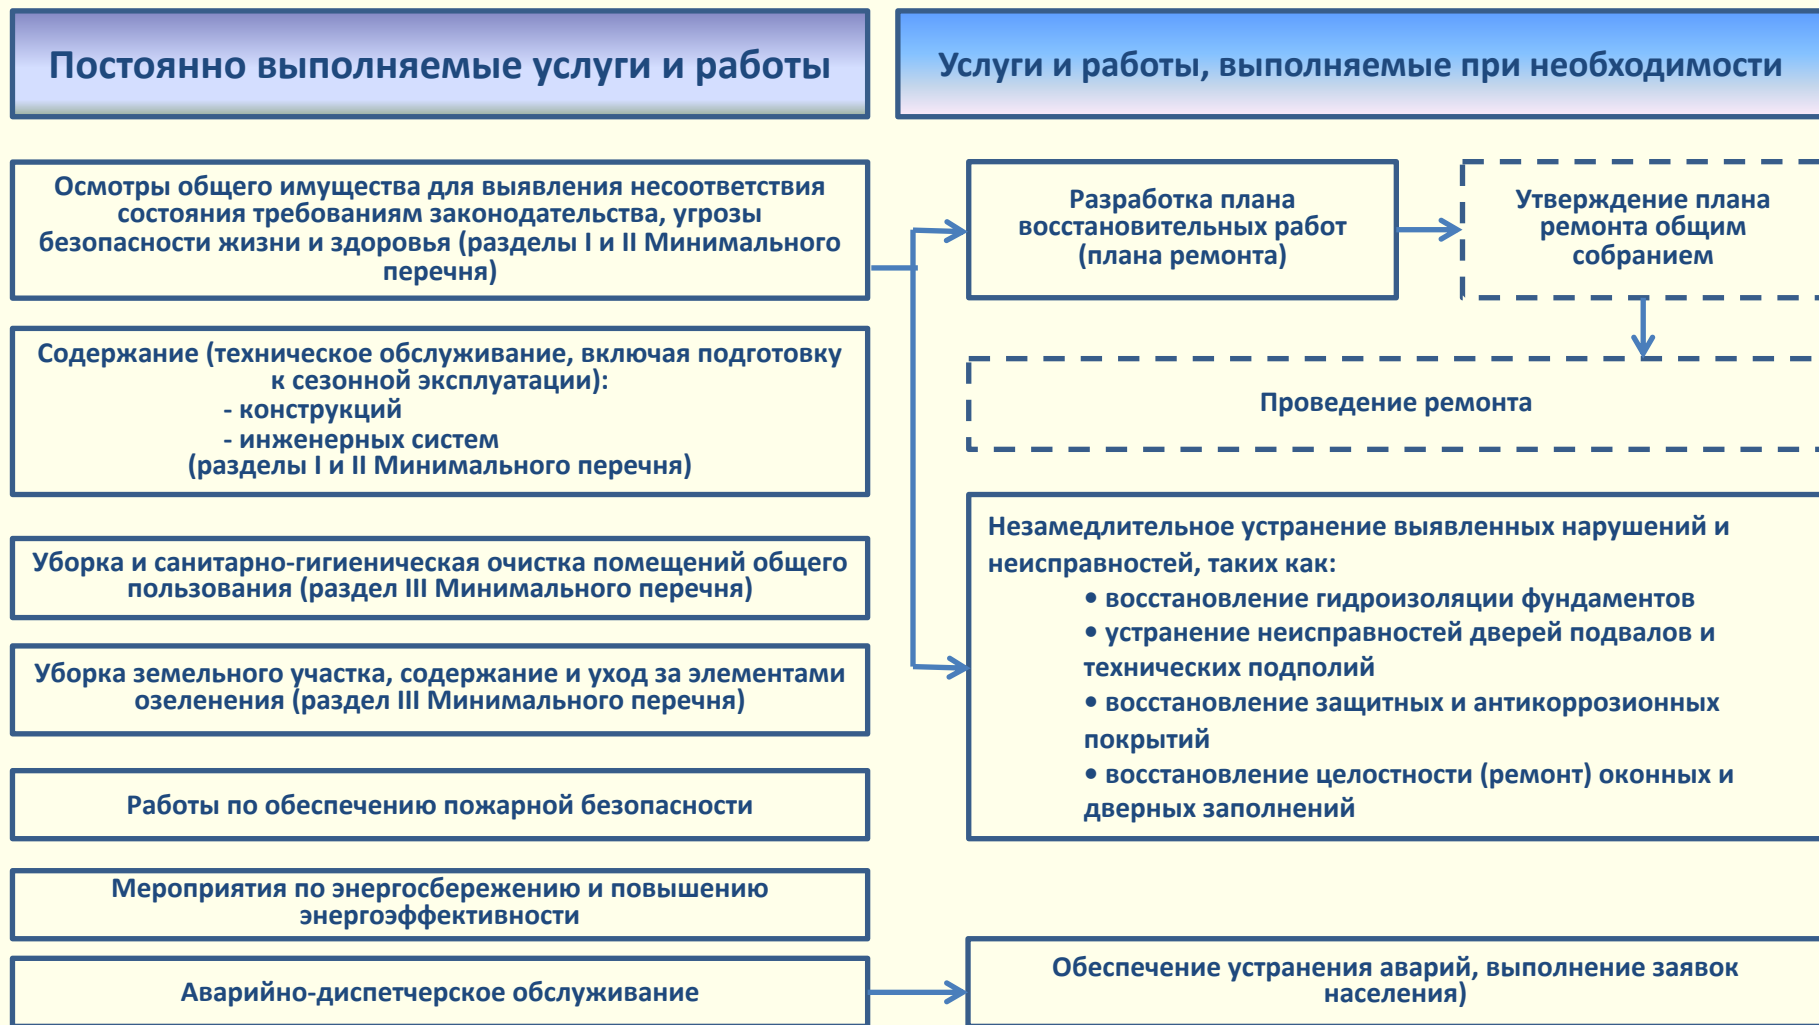 Постоянно выполняемые услуги и работы
Услуги и работы, выполняемые при необходимости
Осмотры общего имущества для выявления несоответствия
состояния требованиям законодательства, угрозы
безопасности жизни и здоровья (разделы I и II Минимального
перечня)
Разработка плана
восстановительных работ
(плана ремонта)
Утверждение плана
ремонта общим
собранием
Содержание (техническое обслуживание, включая подготовку
к сезонной эксплуатации):
- конструкций
- инженерных систем
(разделы I и II Минимального перечня)
Проведение ремонта
Уборка и санитарно-гигиеническая очистка помещений общего
пользования (раздел III Минимального перечня)
Уборка земельного участка, содержание и уход за элементами
озеленения (раздел III Минимального перечня)
Незамедлительное устранение выявленных нарушений и
неисправностей, таких как:
• восстановление гидроизоляции фундаментов
• устранение неисправностей дверей подвалов и
технических подполий
• восстановление защитных и антикоррозионных
покрытий
• восстановление целостности (ремонт) оконных и
дверных заполнений
Работы по обеспечению пожарной безопасности
Мероприятия по энергосбережению и повышению
энергоэффективности
Аварийно-диспетчерское обслуживание
Обеспечение устранения аварий, выполнение заявок
населения)